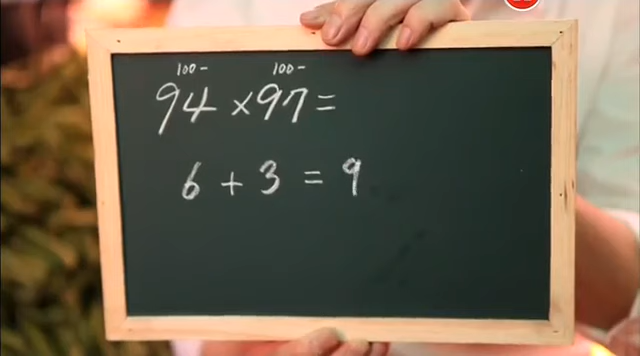 100- 100-
94 ×97=
6 + 3 = 9